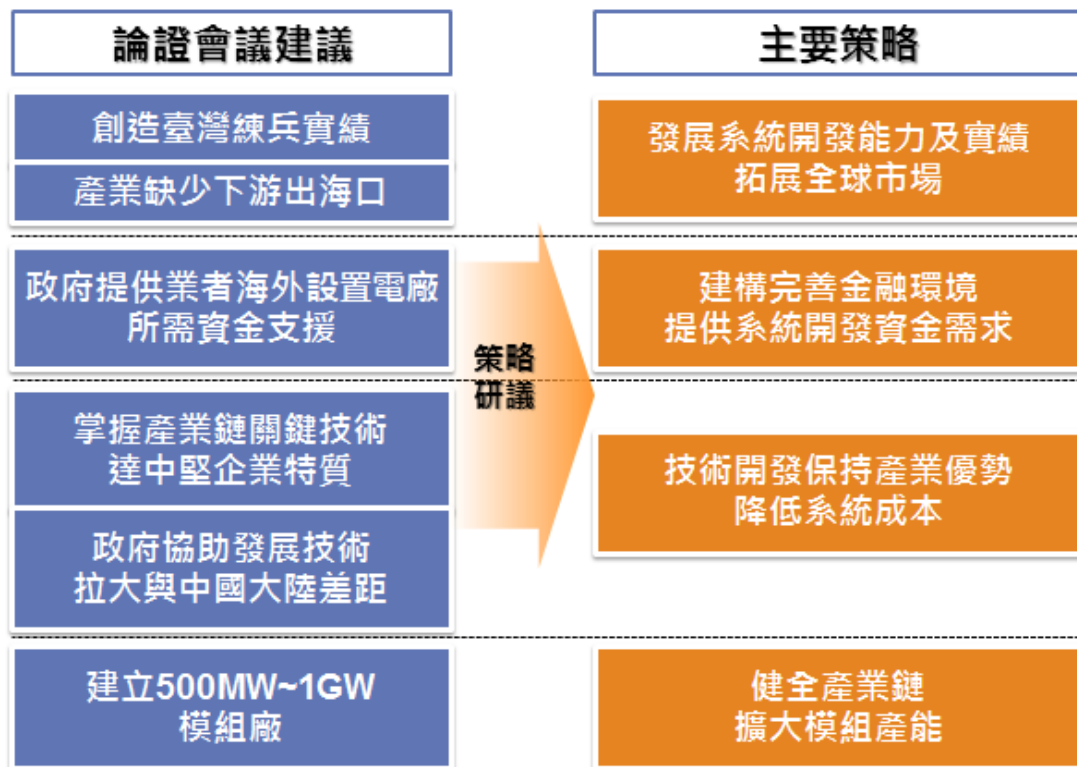 論證會議建議
主要策略
創造臺灣練兵實績
產業缺少下游出海口
發展系統開發能力及實績
拓展全球市場
政府提供業者海外設置電廠
所需資金支援
建構完善金融環境
提供系統開發資金需求
策略
研議
掌握產業鏈關鍵技術
達中堅企業特質
政府協助發展技術
拉大與中國大陸差距
技術開發保持產業優勢
降低系統成本
建立500MW~1GW
模組廠
健全產業鏈
擴大模組產能